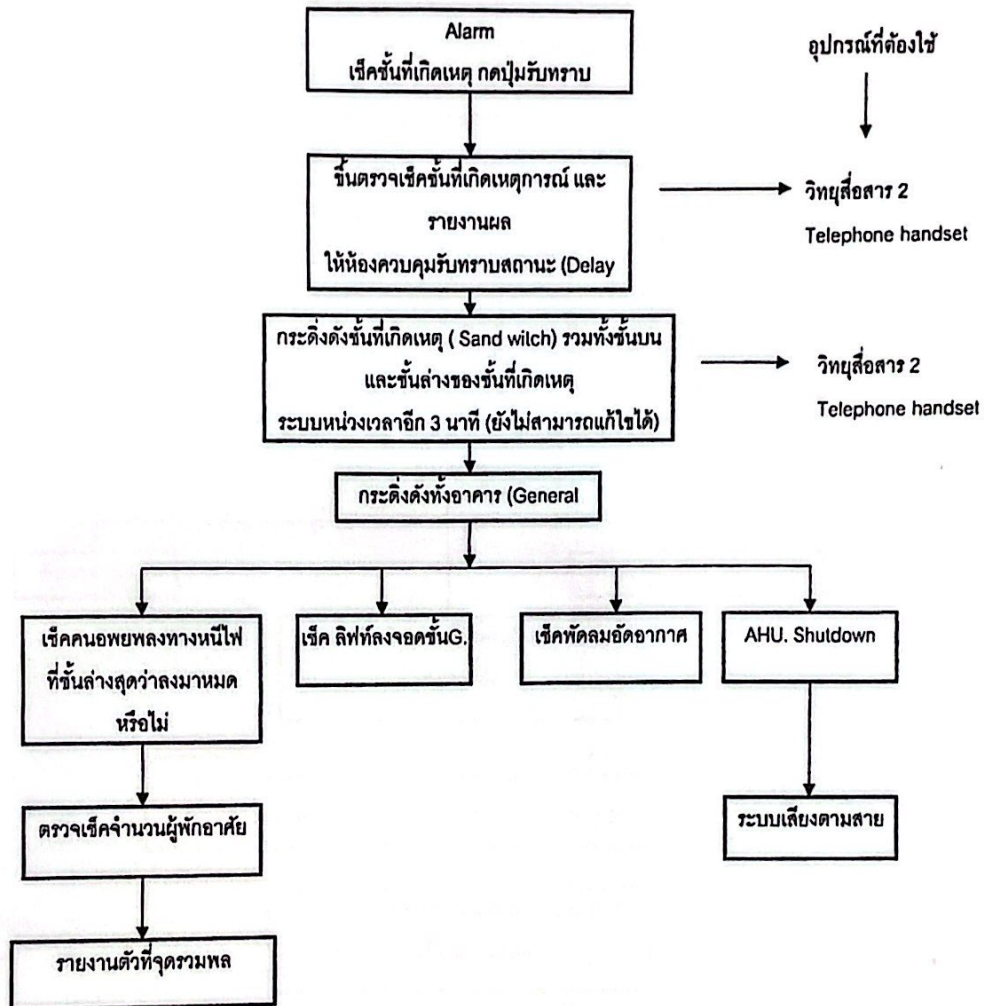 Alarm
เช็คชั้นที่เกิดเหตุ กดปุ่มรับทราบ
อุปกรณ์ที่ต้องใช้
ขึ้นตรวจเช็คชั้นที่เกิดเหตุการณ์ และ
รายงานผล
ให้ห้องควบคุมรับทราบสถานะ (Delay
วิทยุสื่อสาร 2
Telephone handset
กระดิ่งดังชั้นที่เกิดเหตุ ( Sand witch) รวมทั้งชั้นบน
และชั้นล่างของชั้นที่เกิดเหตุ
ระบบหน่วงเวลาอีก 3 นาที (ยังไม่สามารถแก้ไขได้)
วิทยุสื่อสาร 2
Telephone handset
กระดิ่งดังทั้งอาคาร (General
เช็คคนอพยพลงทางหนีไฟ
ที่ชั้นล่างสุดว่าลงมาหมด
หรือไม่
เช็ค ลิฟท์ลงจอดชั้นG.
เช็คพัดลมอัดอากาศ
AHU. Shutdown
ตรวจเช็คจำนวนผู้พักอาศัย
ระบบเสียงตามสาย
รายงานตัวที่จุดรวมพล